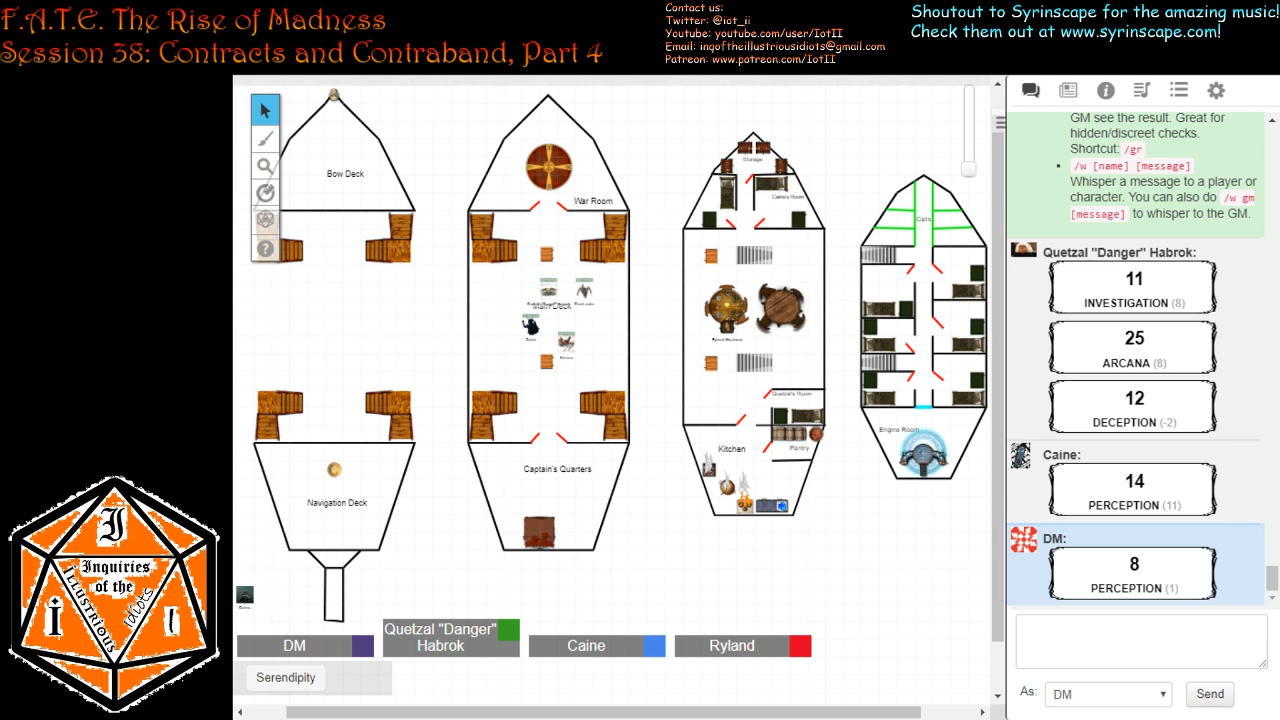 F.A.T.E. The Rise of Madness
Session 38: Contracts and Contraband, Part 4
Contact us:
Twitter: @iot_ii
Youtube: youtube.com/user/IotII
Email: inqoftheillustriousidiots@gmail.com
Patreon: www.patreon.com/IotII
Shoutout to Syrinscape for the amazing music!
Check them out at www.syrinscape.com!
Bow Deck
War Room
Main Deck
Navigation Deck
Captain's Quarters
Storage
Caine's Room
Quetzal's Room
Kitchen
Pantry
Cells
Engine Room
DM
Quetzal "Danger"
Habrok
Caine
Ryland
Serendipity
GM see the result. Great for
hidden/discreet checks.
Shortcut: /gr
• /w [name] [message]
Whisper a message to a player or
character. You can also do /w gm
[message] to whisper to the GM.
Quetzal "Danger" Habrok:
11
INVESTIGATION (8)
25
ARCANA (8)
12
DECEPTION (-2)
Caine:
14
PERCEPTION (11)
DM:
8
PERCEPTION (1)
As:
DM
Send
I
Inquiries
of the
ILLUSTRIOUS
idiots
i
I